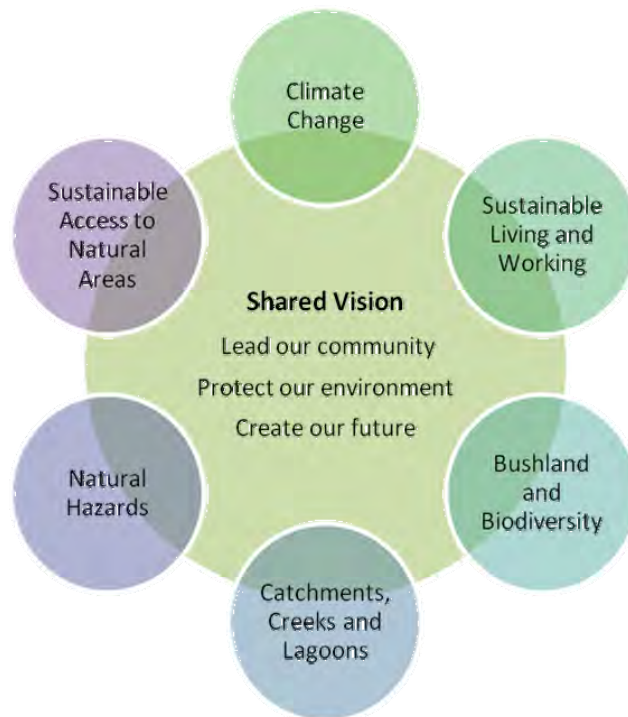 Climate
Change
Sustainable
Living and
Working
Bushland
and
Biodiversity
Catchments,
Creeks and
Lagoons
Natural
Hazards
Sustainable
Access to
Natural
Areas
Shared Vision
Lead our community
Protect our environment
Create our future